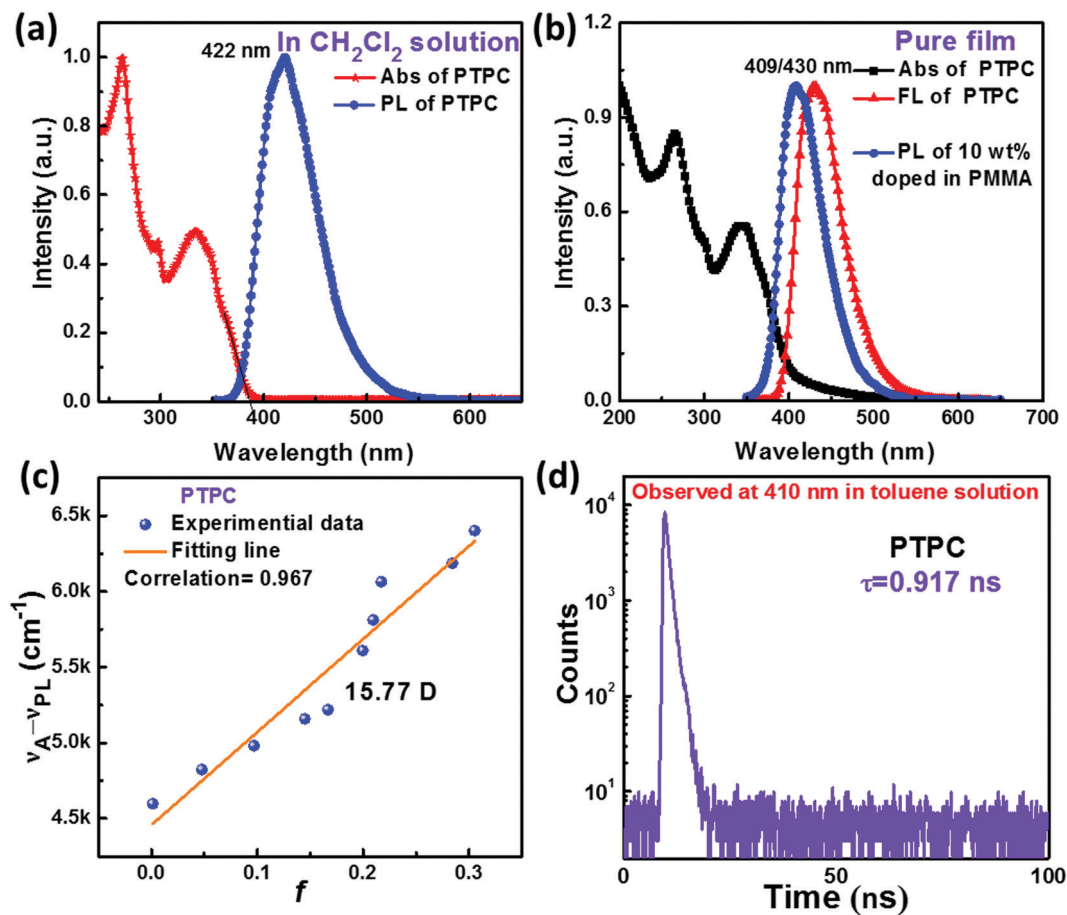 (a)
In CH2Cl2 solution
422 nm
Abs of PTPC
PL of PTPC
Intensity (a.u.)
1.0
0.8
0.6
0.4
0.2
0.0
300 400 500 600
Wavelength (nm)
(b)
Pure film
409/430 nm
Abs of PTPC
FL of PTPC
PL of 10 wt%
doped in PMMA
Intensity (a.u.)
1.2
0.9
0.6
0.3
0.0
200 300 400 500 600 700
Wavelength (nm)
(c)
PTPC
Experimental data
Fitting line
Correlation= 0.967
15.77 D
νA−νPL (cm-1)
6.5k
6.0k
5.5k
5.0k
4.5k
0.0 0.1 0.2 0.3
f
(d)
Observed at 410 nm in toluene solution
PTPC
τ=0.917 ns
Counts
10^4
10^3
10^2
10^1
0 50 100
Time (ns)